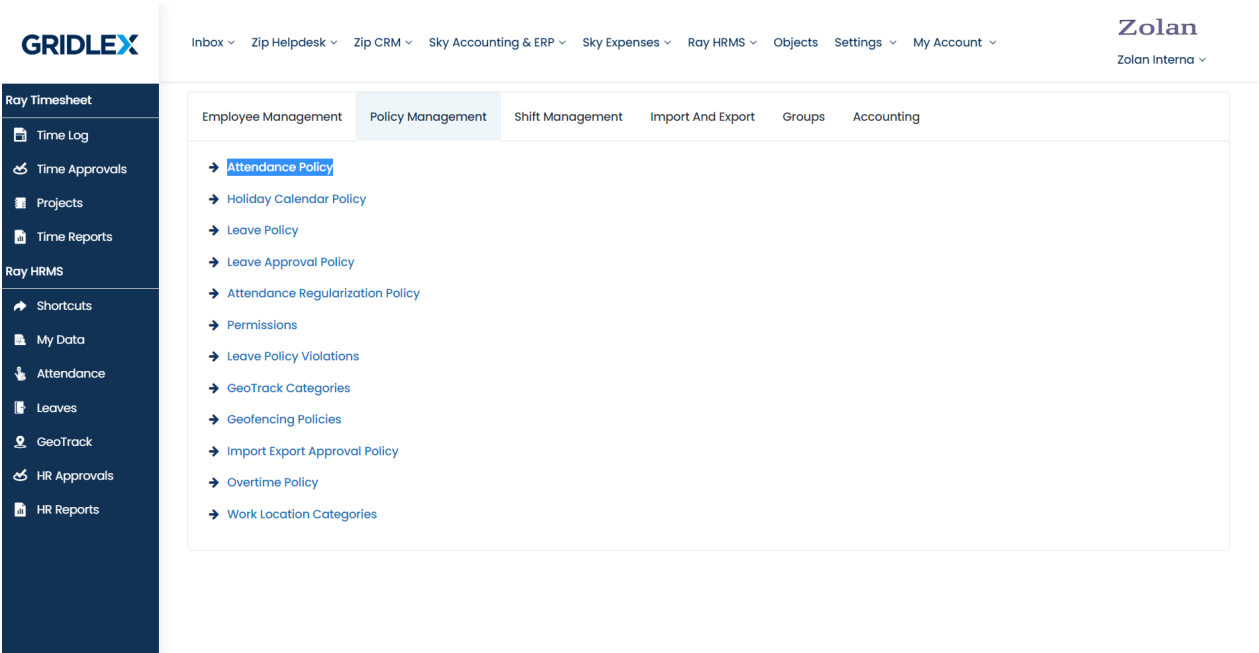 GRIDLEX
Inbox Zip Helpdesk Zip CRM Sky Accounting & ERP Sky Expenses Ray HRMS Objects Settings My Account
Zolan
Zolan Interna
Ray Timesheet
Time Log
Time Approvals
Projects
Time Reports
Ray HRMS
Shortcuts
My Data
Attendance
Leaves
GeoTrack
HR Approvals
HR Reports
Employee Management Policy Management Shift Management Import And Export Groups Accounting
Attendance Policy
Holiday Calendar Policy
Leave Policy
Leave Approval Policy
Attendance Regularization Policy
Permissions
Leave Policy Violations
GeoTrack Categories
Geofencing Policies
Import Export Approval Policy
Overtime Policy
Work Location Categories